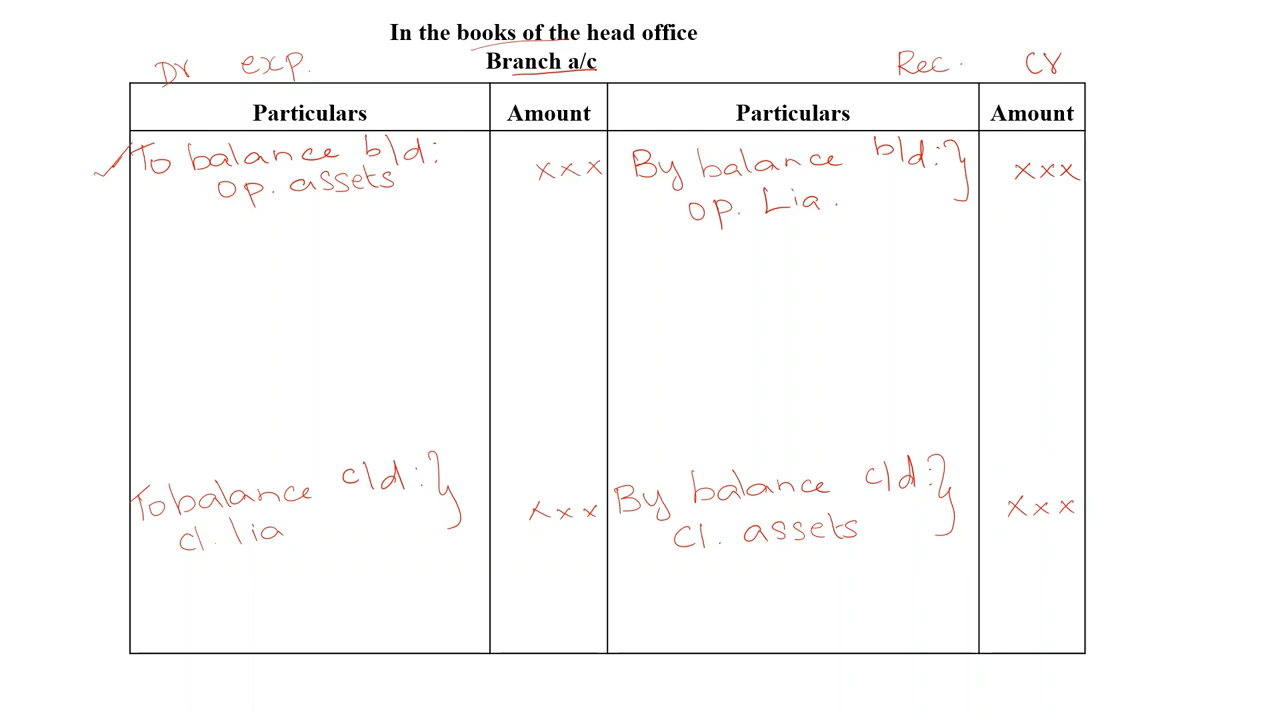 In the books of the head office
Branch a/c
Dr exp. Rec. Cr
Particulars Amount Particulars Amount
To balance b/d: xxx By balance b/d:} xxx
op. assets op. Lia.
To balance c/d:} xxx By balance c/d:} xxx
cl. lia cl. assets